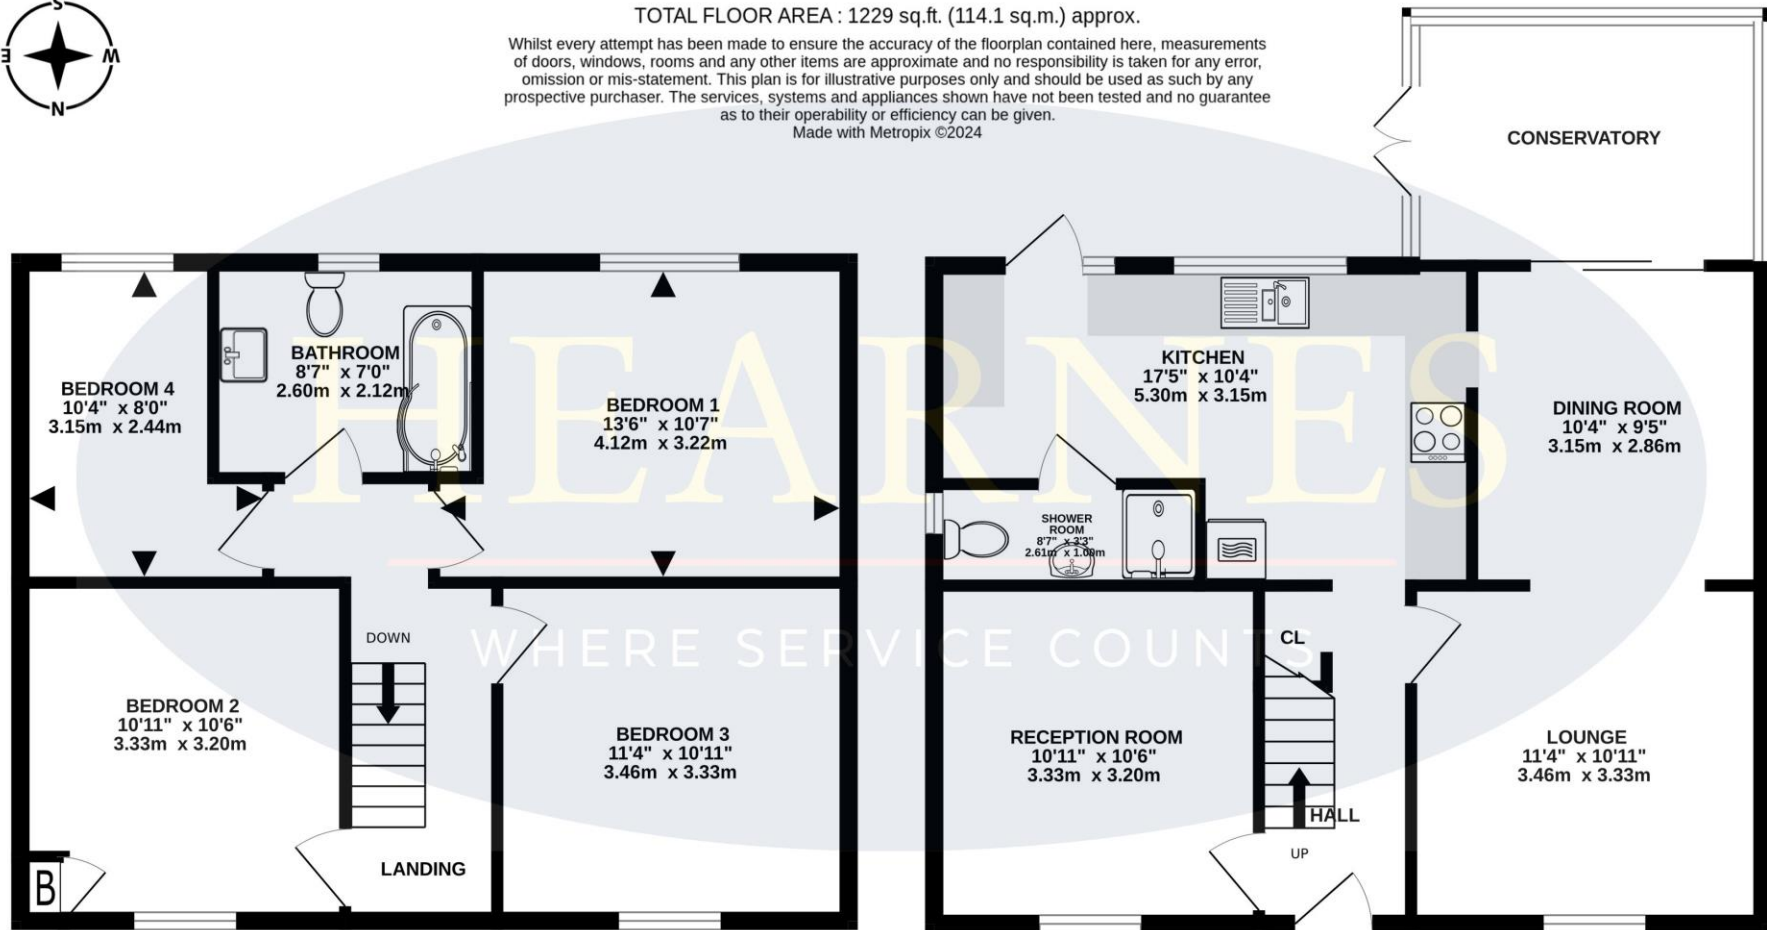 S
E W
N
TOTAL FLOOR AREA : 1229 sq.ft. (114.1 sq.m.) approx.
Whilst every attempt has been made to ensure the accuracy of the floorplan contained here, measurements
of doors, windows, rooms and any other items are approximate and no responsibility is taken for any error,
omission or mis-statement. This plan is for illustrative purposes only and should be used as such by any
prospective purchaser. The services, systems and appliances shown have not been tested and no guarantee
as to their operability or efficiency can be given.
Made with Metropix ©2024
CONSERVATORY
BEDROOM 4
10'4" x 8'0"
3.15m x 2.44m
BATHROOM
8'7" x 7'0"
2.60m x 2.12m
BEDROOM 1
13'6" x 10'7"
4.12m x 3.22m
KITCHEN
17'5" x 10'4"
5.30m x 3.15m
DINING ROOM
10'4" x 9'5"
3.15m x 2.86m
SHOWER
ROOM
8'7" x 3'3"
2.61m x 1.00m
HEARNES
WHERE SERVICE COUNTS
DOWN
BEDROOM 2
10'11" x 10'6"
3.33m x 3.20m
BEDROOM 3
11'4" x 10'11"
3.46m x 3.33m
LANDING
B
CL
RECEPTION ROOM
10'11" x 10'6"
3.33m x 3.20m
HALL
UP
LOUNGE
11'4" x 10'11"
3.46m x 3.33m